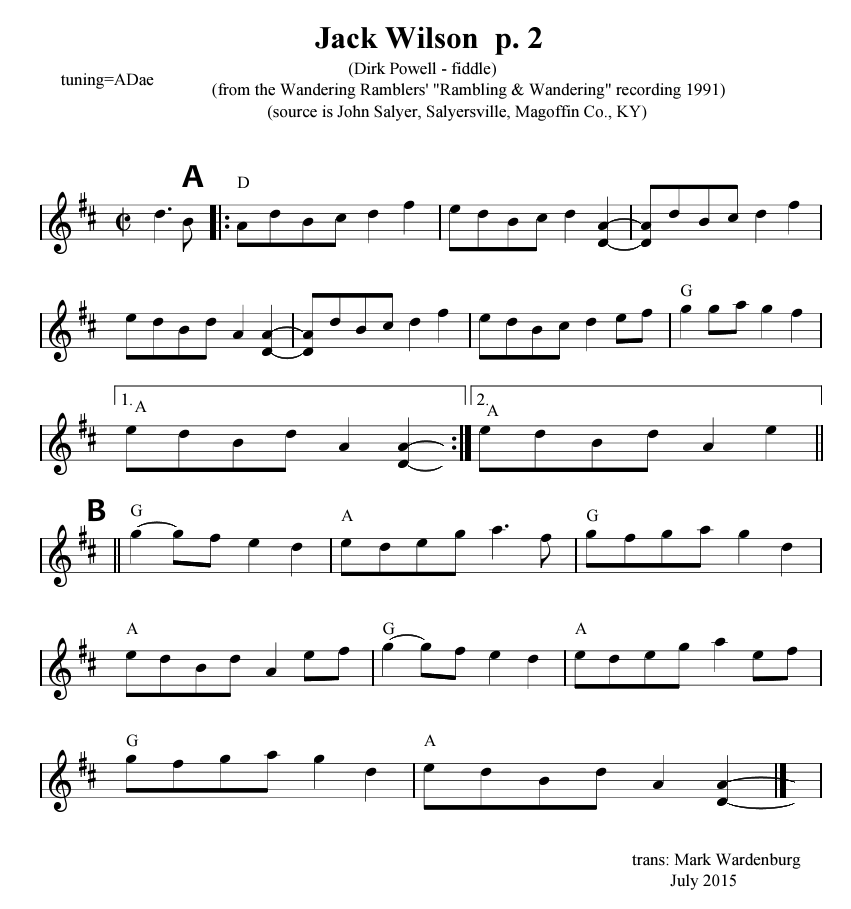 Jack Wilson p. 2
(Dirk Powell - fiddle)
tuning=ADae
(from the Wandering Ramblers' "Rambling & Wandering" recording 1991)
(source is John Salyer, Salyersville, Magoffin Co., KY)
A
D
G
1. A
2. A
B
G A G
A G A
G A
trans: Mark Wardenburg
July 2015